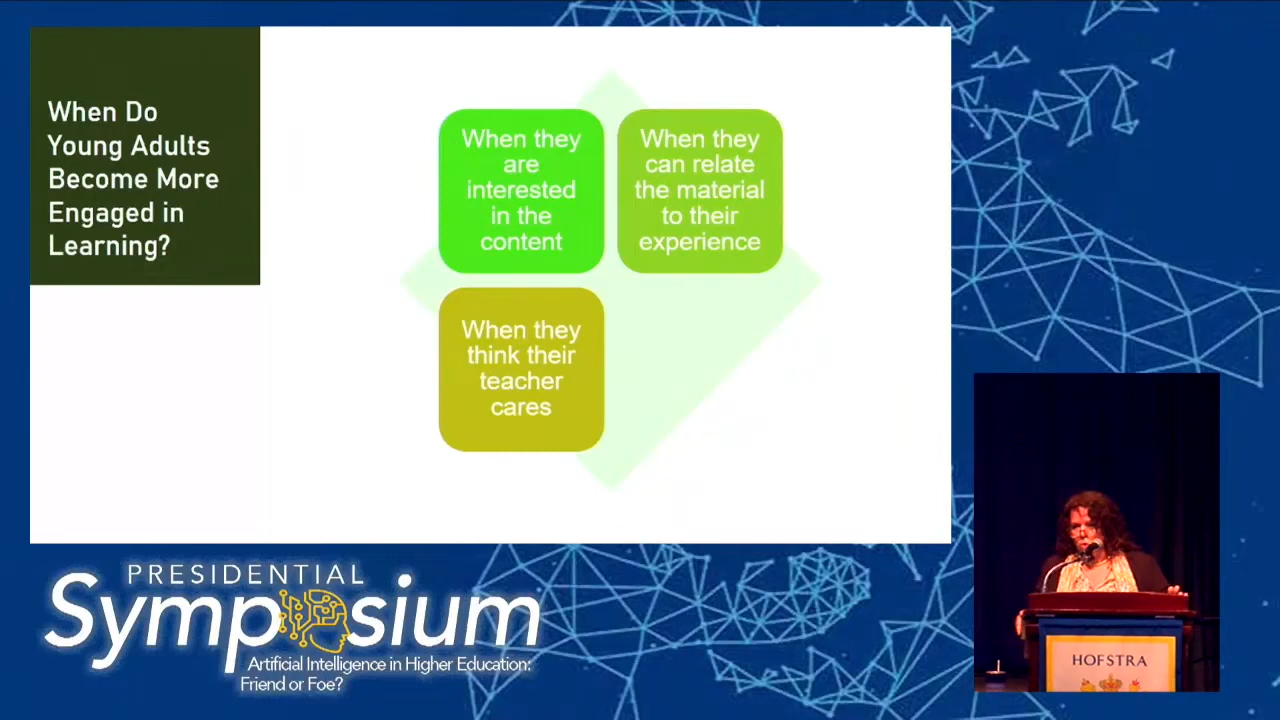 When Do
Young Adults
Become More
Engaged in
Learning?
When they
are
interested
in the
content
When they
can relate
the material
to their
experience
When they
think their
teacher
cares
PRESIDENTIAL
Symposium
Artificial Intelligence in Higher Education:
Friend or Foe?
HOFSTRA